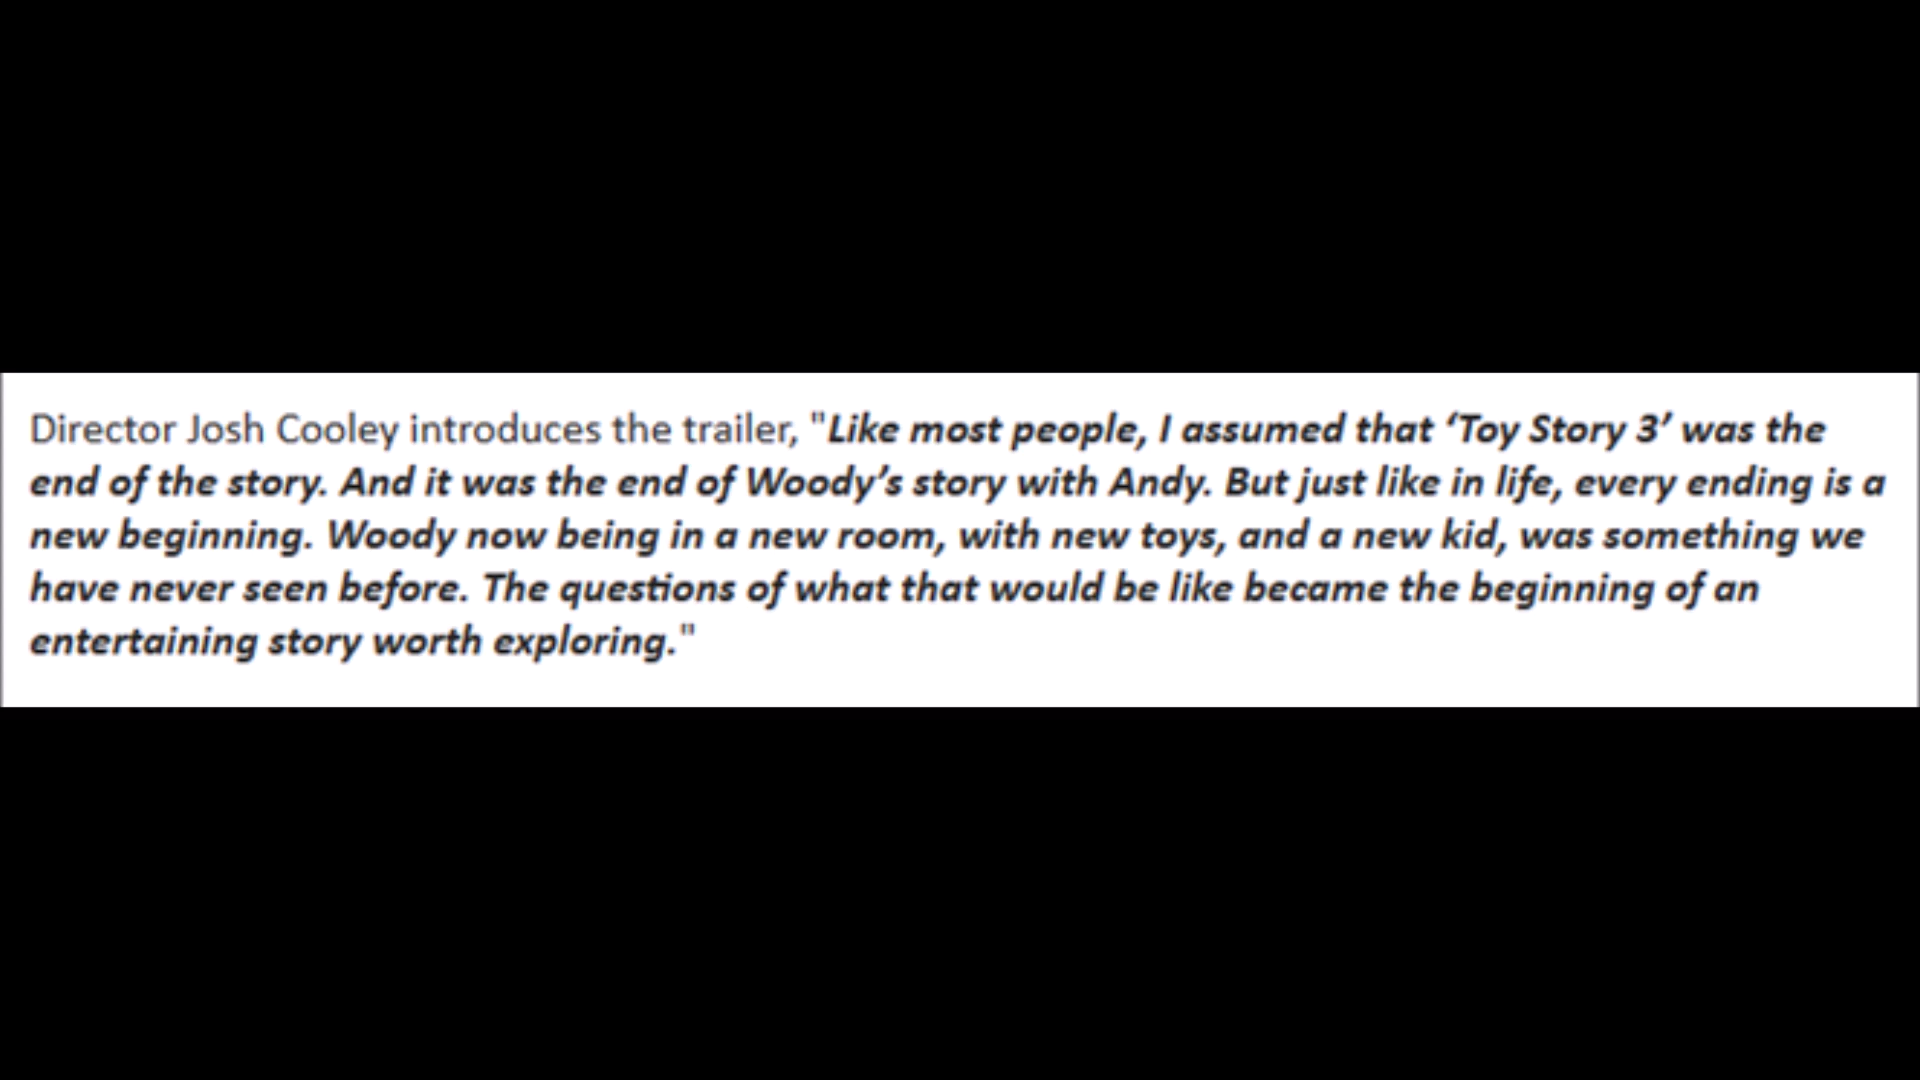 Director Josh Cooley introduces the trailer, "Like most people, I assumed that ‘Toy Story 3’ was the
end of the story. And it was the end of Woody’s story with Andy. But just like in life, every ending is a
new beginning. Woody now being in a new room, with new toys, and a new kid, was something we
have never seen before. The questions of what that would be like became the beginning of an
entertaining story worth exploring."